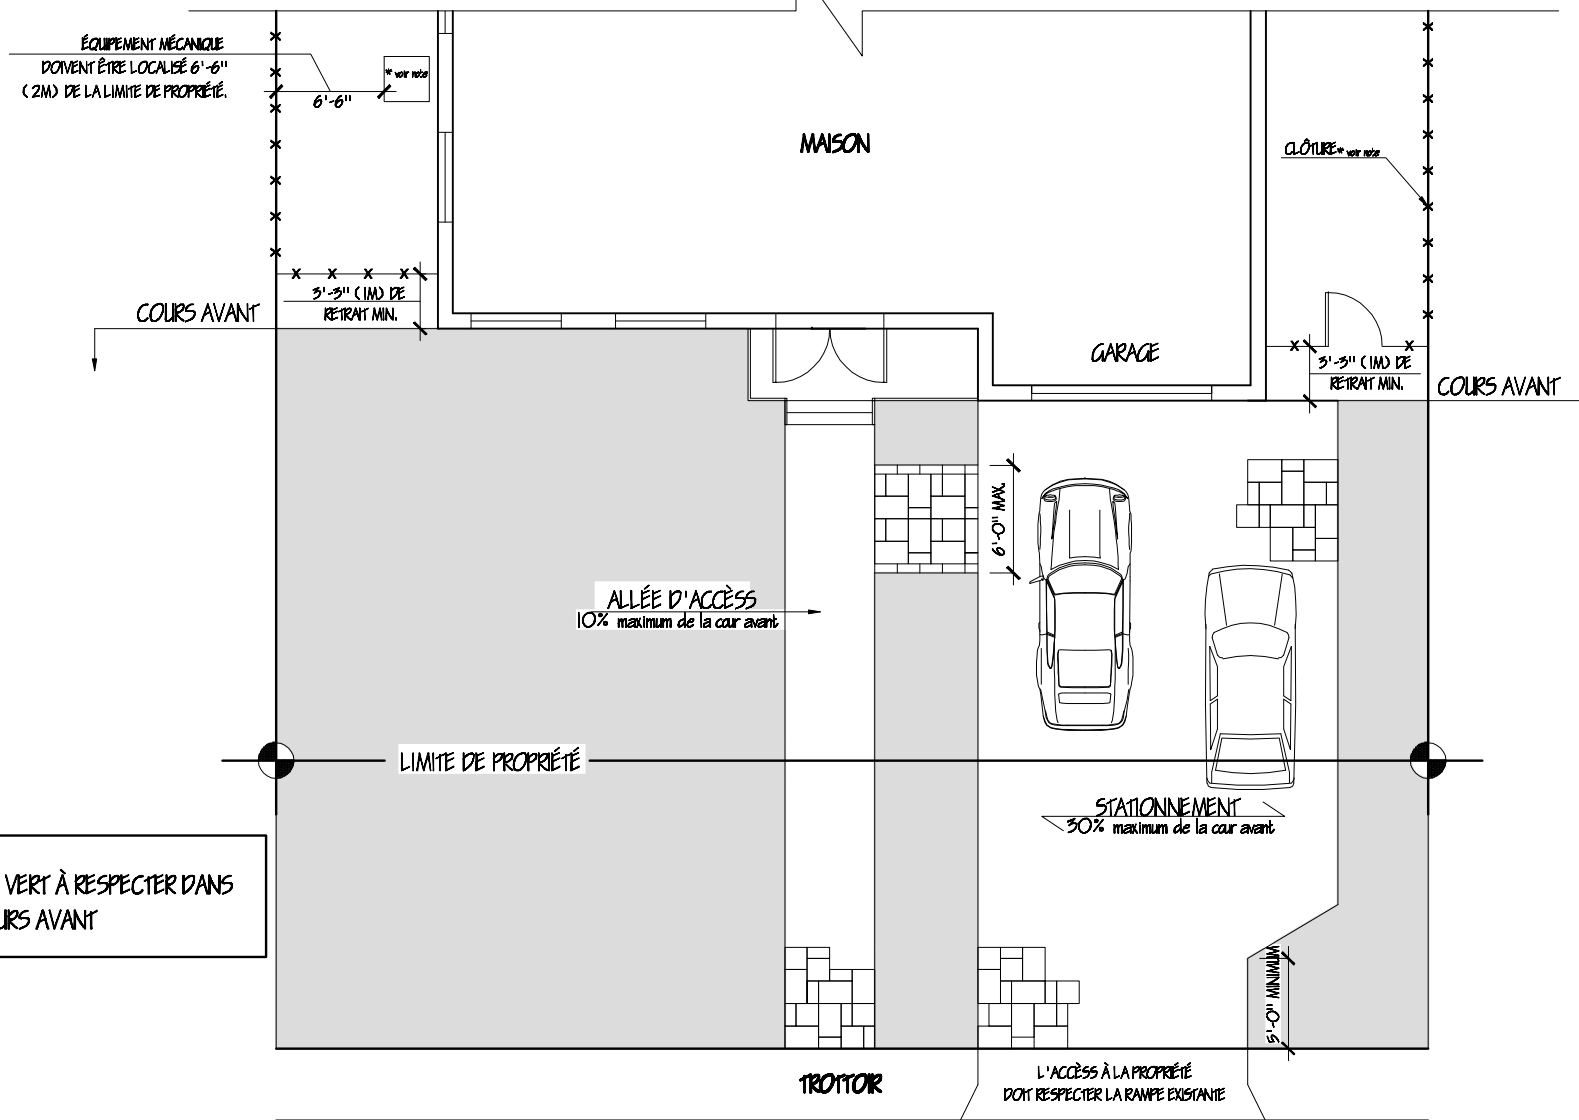 ÉQUIPEMENT MÉCANIQUE
DOIVENT ÊTRE LOCALISÉ 6'-6"
(2M) DE LA LIMITE DE PROPRIÉTÉ.
6'-6"
* voir note
MAISON
CLÔTURE * voir note
3'-3" (1M) DE
RETRAIT MIN.
COURS AVANT
GARAGE
3'-3" (1M) DE
RETRAIT MIN.
COURS AVANT
6'-0" MAX.
ALLÉE D'ACCÈSS
10% maximum de la cour avant
LIMITE DE PROPRIÉTÉ
STATIONNEMENT
30% maximum de la cour avant
VERT À RESPECTER DANS
URS AVANT
5'-0" MINIMUM
TROTTOIR
L'ACCÈSS À LA PROPRIÉTÉ
DOIT RESPECTER LA RAMPE EXISTANTE